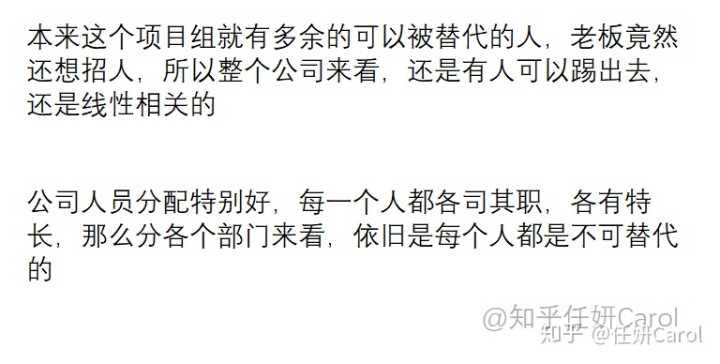 本来这个项目组就有多余的可以被替代的人，老板竟然
还想招人，所以整个公司来看，还是有人可以踢出去，
还是线性相关的
公司人员分配特别好，每一个人都各司其职，各有特
长，那么分各个部门来看，依旧是每个人都是不可替代
的
@知乎任妍Carol
知乎 @任妍Carol